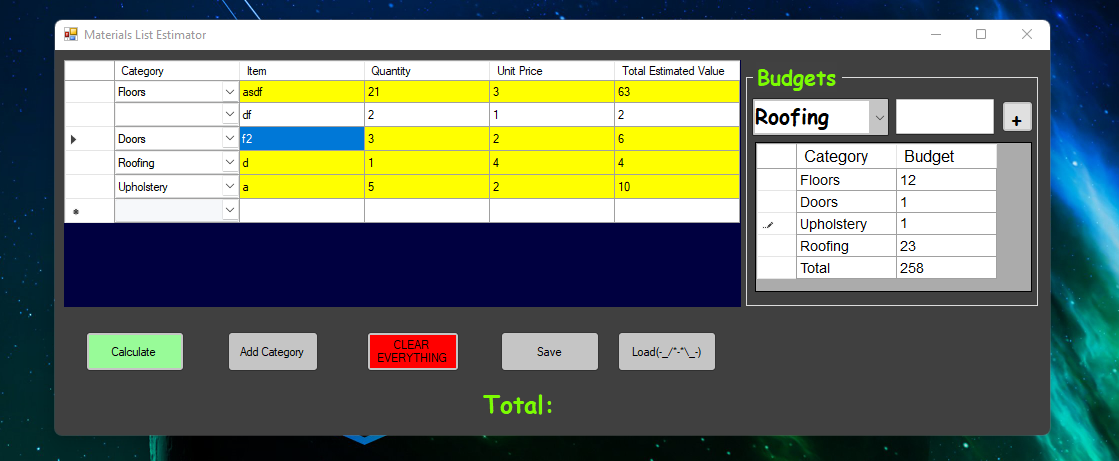 Materials List Estimator
Category Item Quantity Unit Price Total Estimated Value
Floors asdf 21 3 63
df 2 1 2
Doors f2 3 2 6
Roofing d 1 4 4
Upholstery a 5 2 10
Budgets
Roofing +
Category Budget
Floors 12
Doors 1
Upholstery 1
Roofing 23
Total 258
Calculate
Add Category
CLEAR
EVERYTHING
Save
Load(-_/*-*\_-)
Total: